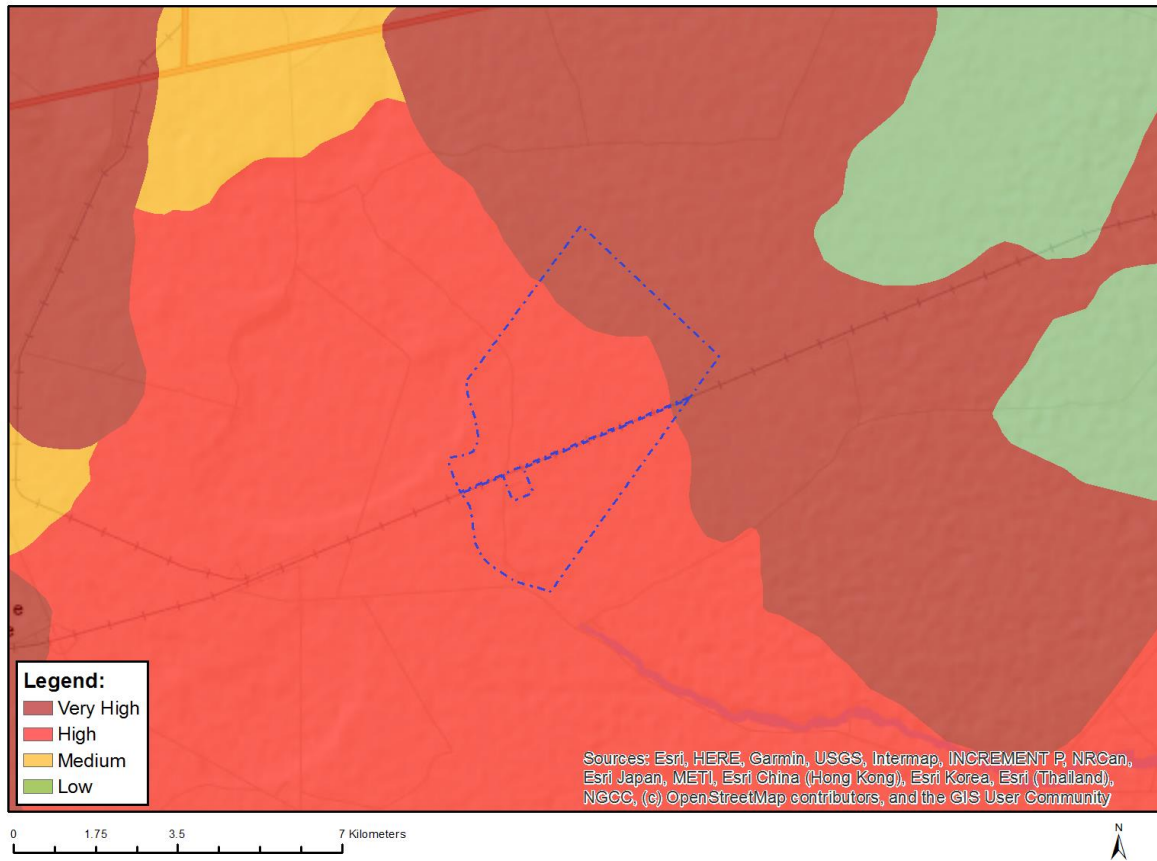 e
e
Legend:
Very High
High
Medium
Low
Sources: Esri, HERE, Garmin, USGS, Intermap, INCREMENT P, NRCan,
Esri Japan, METI, Esri China (Hong Kong), Esri Korea, Esri (Thailand),
NGCC, (c) OpenStreetMap contributors, and the GIS User Community
0 1.75 3.5 7 Kilometers
N